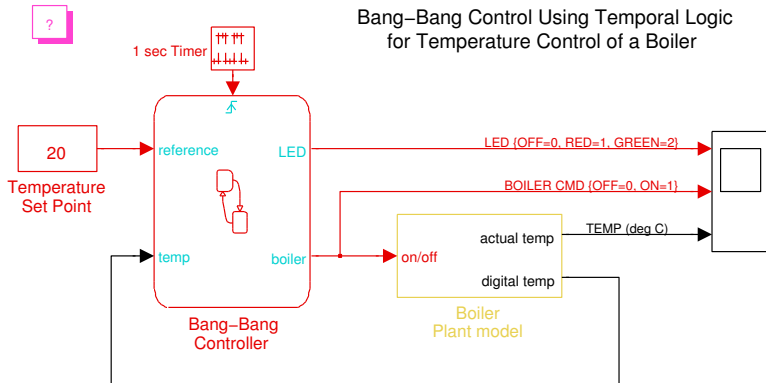 ?
Bang−Bang Control Using Temporal Logic
for Temperature Control of a Boiler
1 sec Timer
20
Temperature
Set Point
reference
LED
temp
boiler
Bang−Bang
Controller
LED {OFF=0, RED=1, GREEN=2}
BOILER CMD {OFF=0, ON=1}
TEMP (deg C)
on/off
actual temp
digital temp
Boiler
Plant model